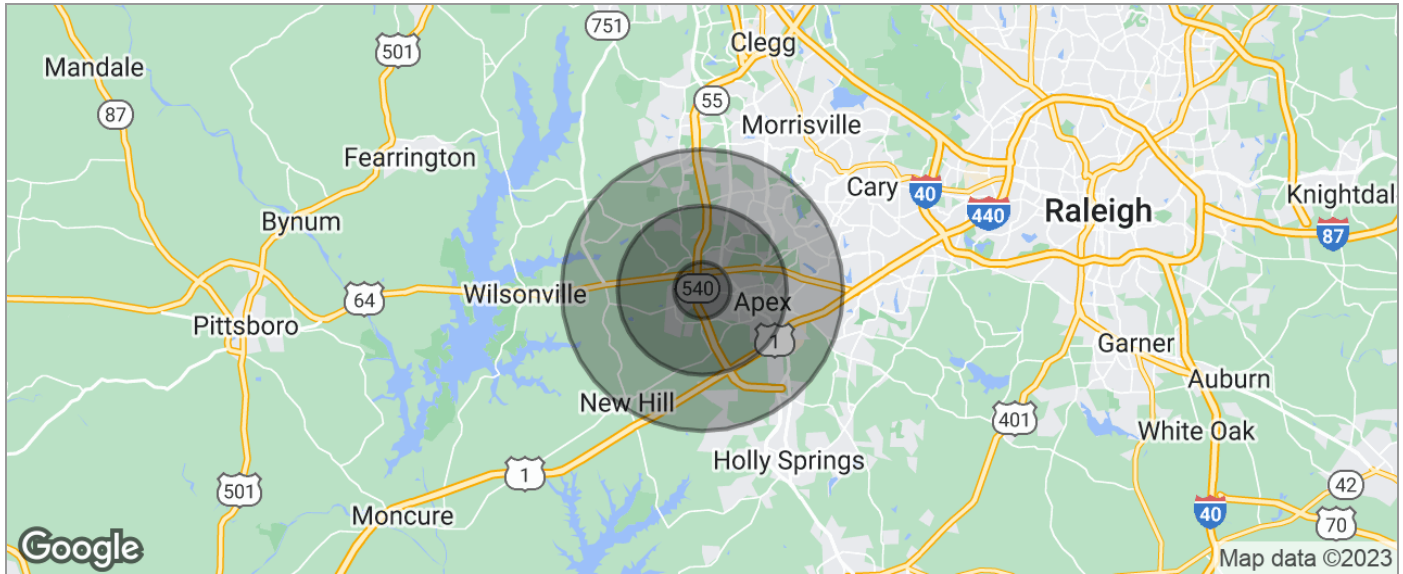 751
Clegg
501
Mandale
87
55
Morrisville
Fearrington
Cary
40
Knightdal
440
Raleigh
Bynum
87
540
64
Wilsonville
Apex
Pittsboro
1
Garner
Auburn
New Hill
401
White Oak
Holly Springs
1
501
42
Moncure
40
70
Google
Map data ©2023